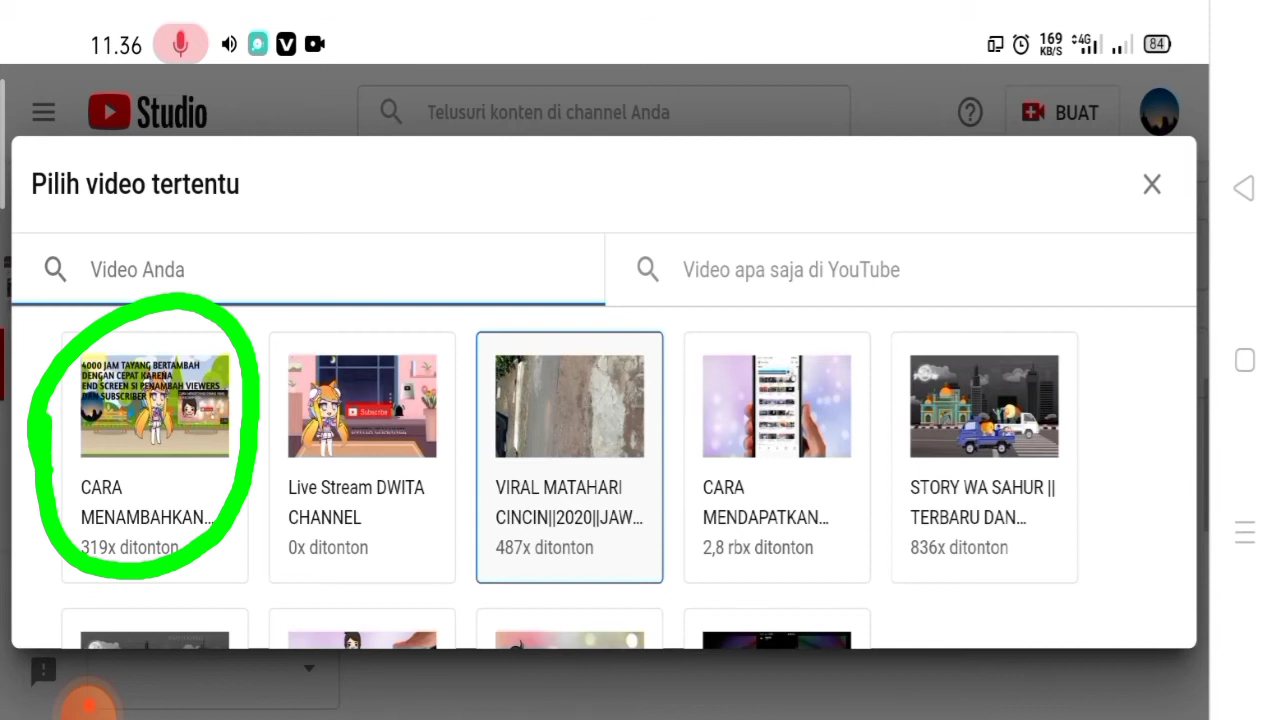 11.36
169
KB/S
4G
84
Studio
Telusuri konten di channel Anda
BUAT
Pilih video tertentu
Video Anda
Video apa saja di YouTube
4000 JAM TAYANG BERTAMBAH
DENGAN CEPAT KARENA
END SCREEN SI PENAMBAH VIEWERS
DAN SUBSCRIBER
Subscribe
CARA
MENAMBAHKAN...
319x ditonton
Live Stream DWITA
CHANNEL
0x ditonton
VIRAL MATAHARI
CINCIN||2020||JAW...
487x ditonton
CARA
MENDAPATKAN...
2,8 rbx ditonton
STORY WA SAHUR ||
TERBARU DAN...
836x ditonton